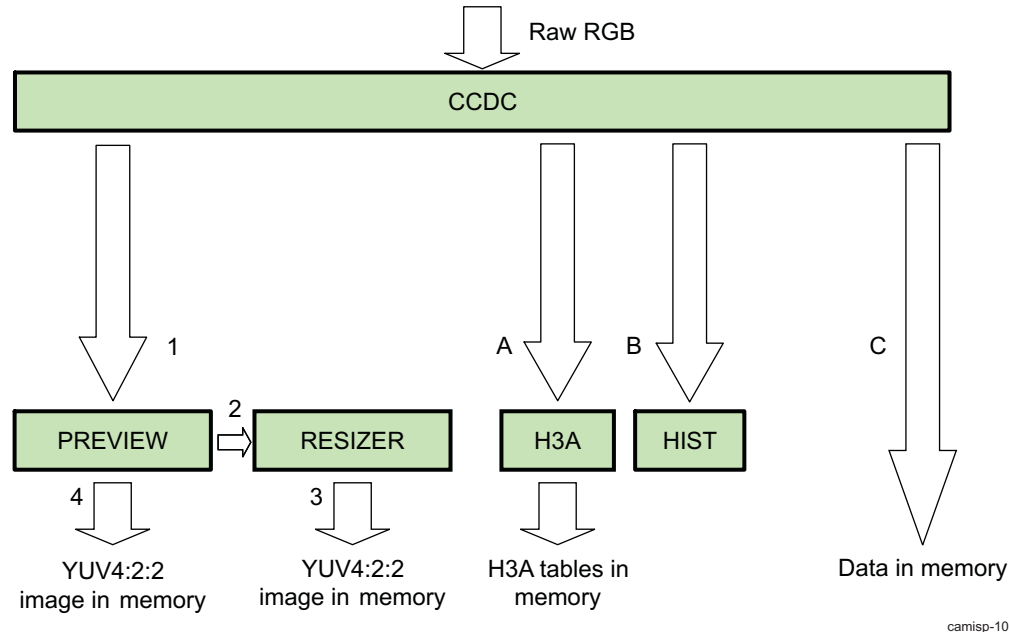 Raw RGB
CCDC
1
A
B
C
2
PREVIEW
RESIZER
H3A
HIST
4
3
YUV4:2:2
image in memory
YUV4:2:2
image in memory
H3A tables in
memory
Data in memory
camisp-10